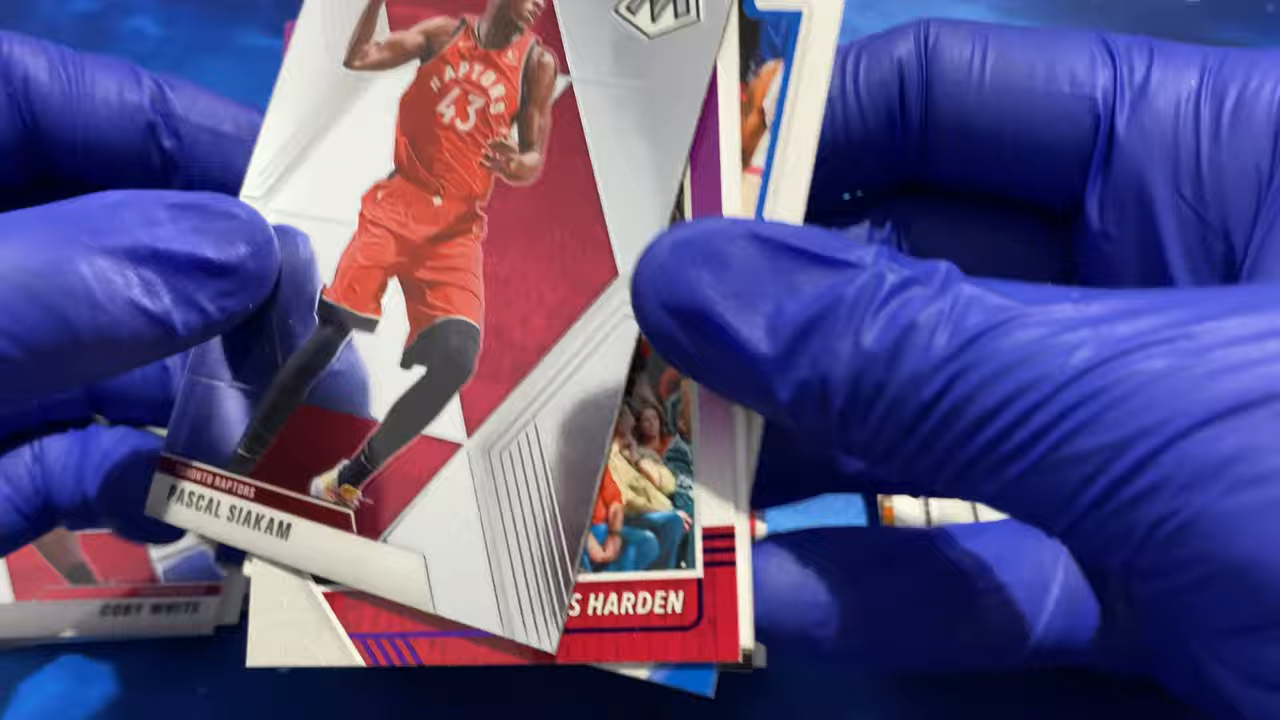 RAPTORS
43
TORONTO RAPTORS
PASCAL SIAKAM
S HARDEN
COBY WHITE